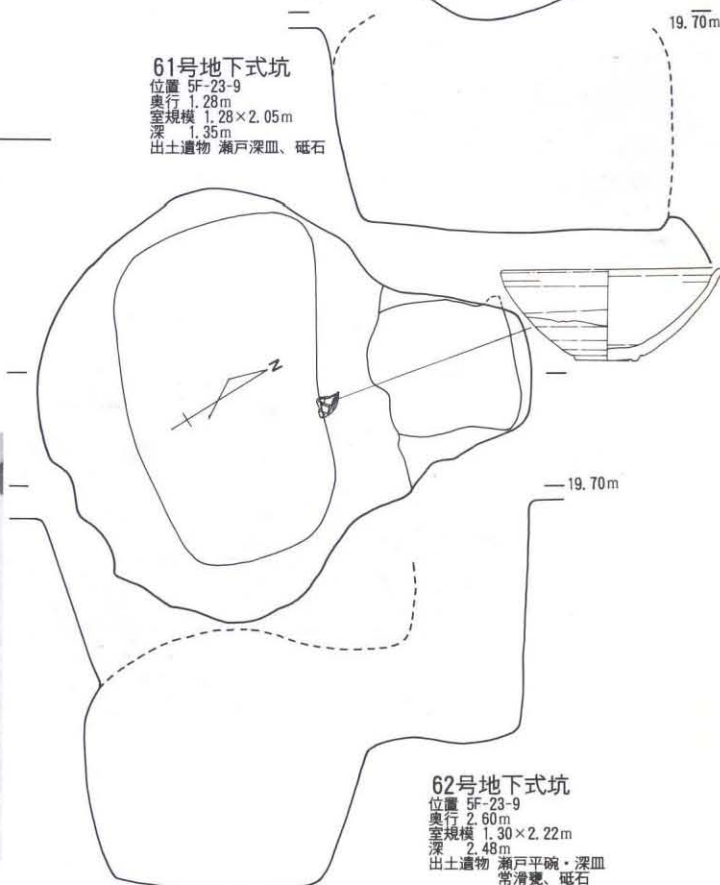 19.70m
61号地下式坑
位置 5F-23-9
奥行 1.28m
室規模 1.28×2.05m
深 1.35m
出土遺物 瀬戸深皿、砥石
N
19.70m
62号地下式坑
位置 5F-23-9
奥行 2.60m
室規模 1.30×2.22m
深 2.48m
出土遺物 瀬戸平碗・深皿
常滑甕、砥石